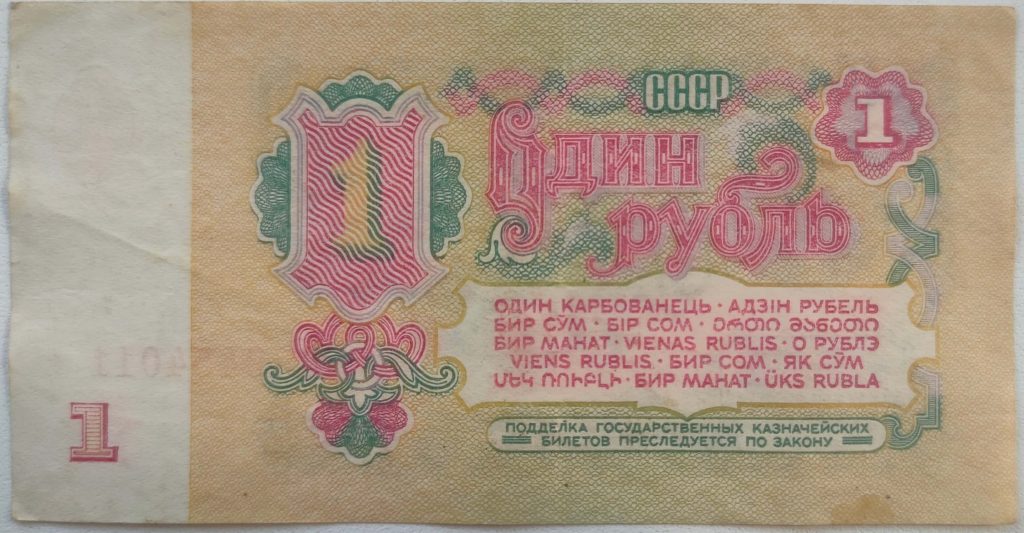 СССР
1
1
Один
рубль
ОДИН КАРБОВАНЕЦЬ · АДЗІН РУБЕЛЬ
БИР СЎМ · БІР СОМ · ერთი მანეთი
БИР МАНАТ · VIENAS RUBLIS · О РУБЛЭ
VIENS RUBLIS · БИР СОМ · ЯК СЎМ
ՄԵԿ ՌՈՒԲԼԻ · БИР МАНАТ · ÜKS RUBLA
ПОДДЕЛКА ГОСУДАРСТВЕННЫХ КАЗНАЧЕЙСКИХ
БИЛЕТОВ ПРЕСЛЕДУЕТСЯ ПО ЗАКОНУ
1